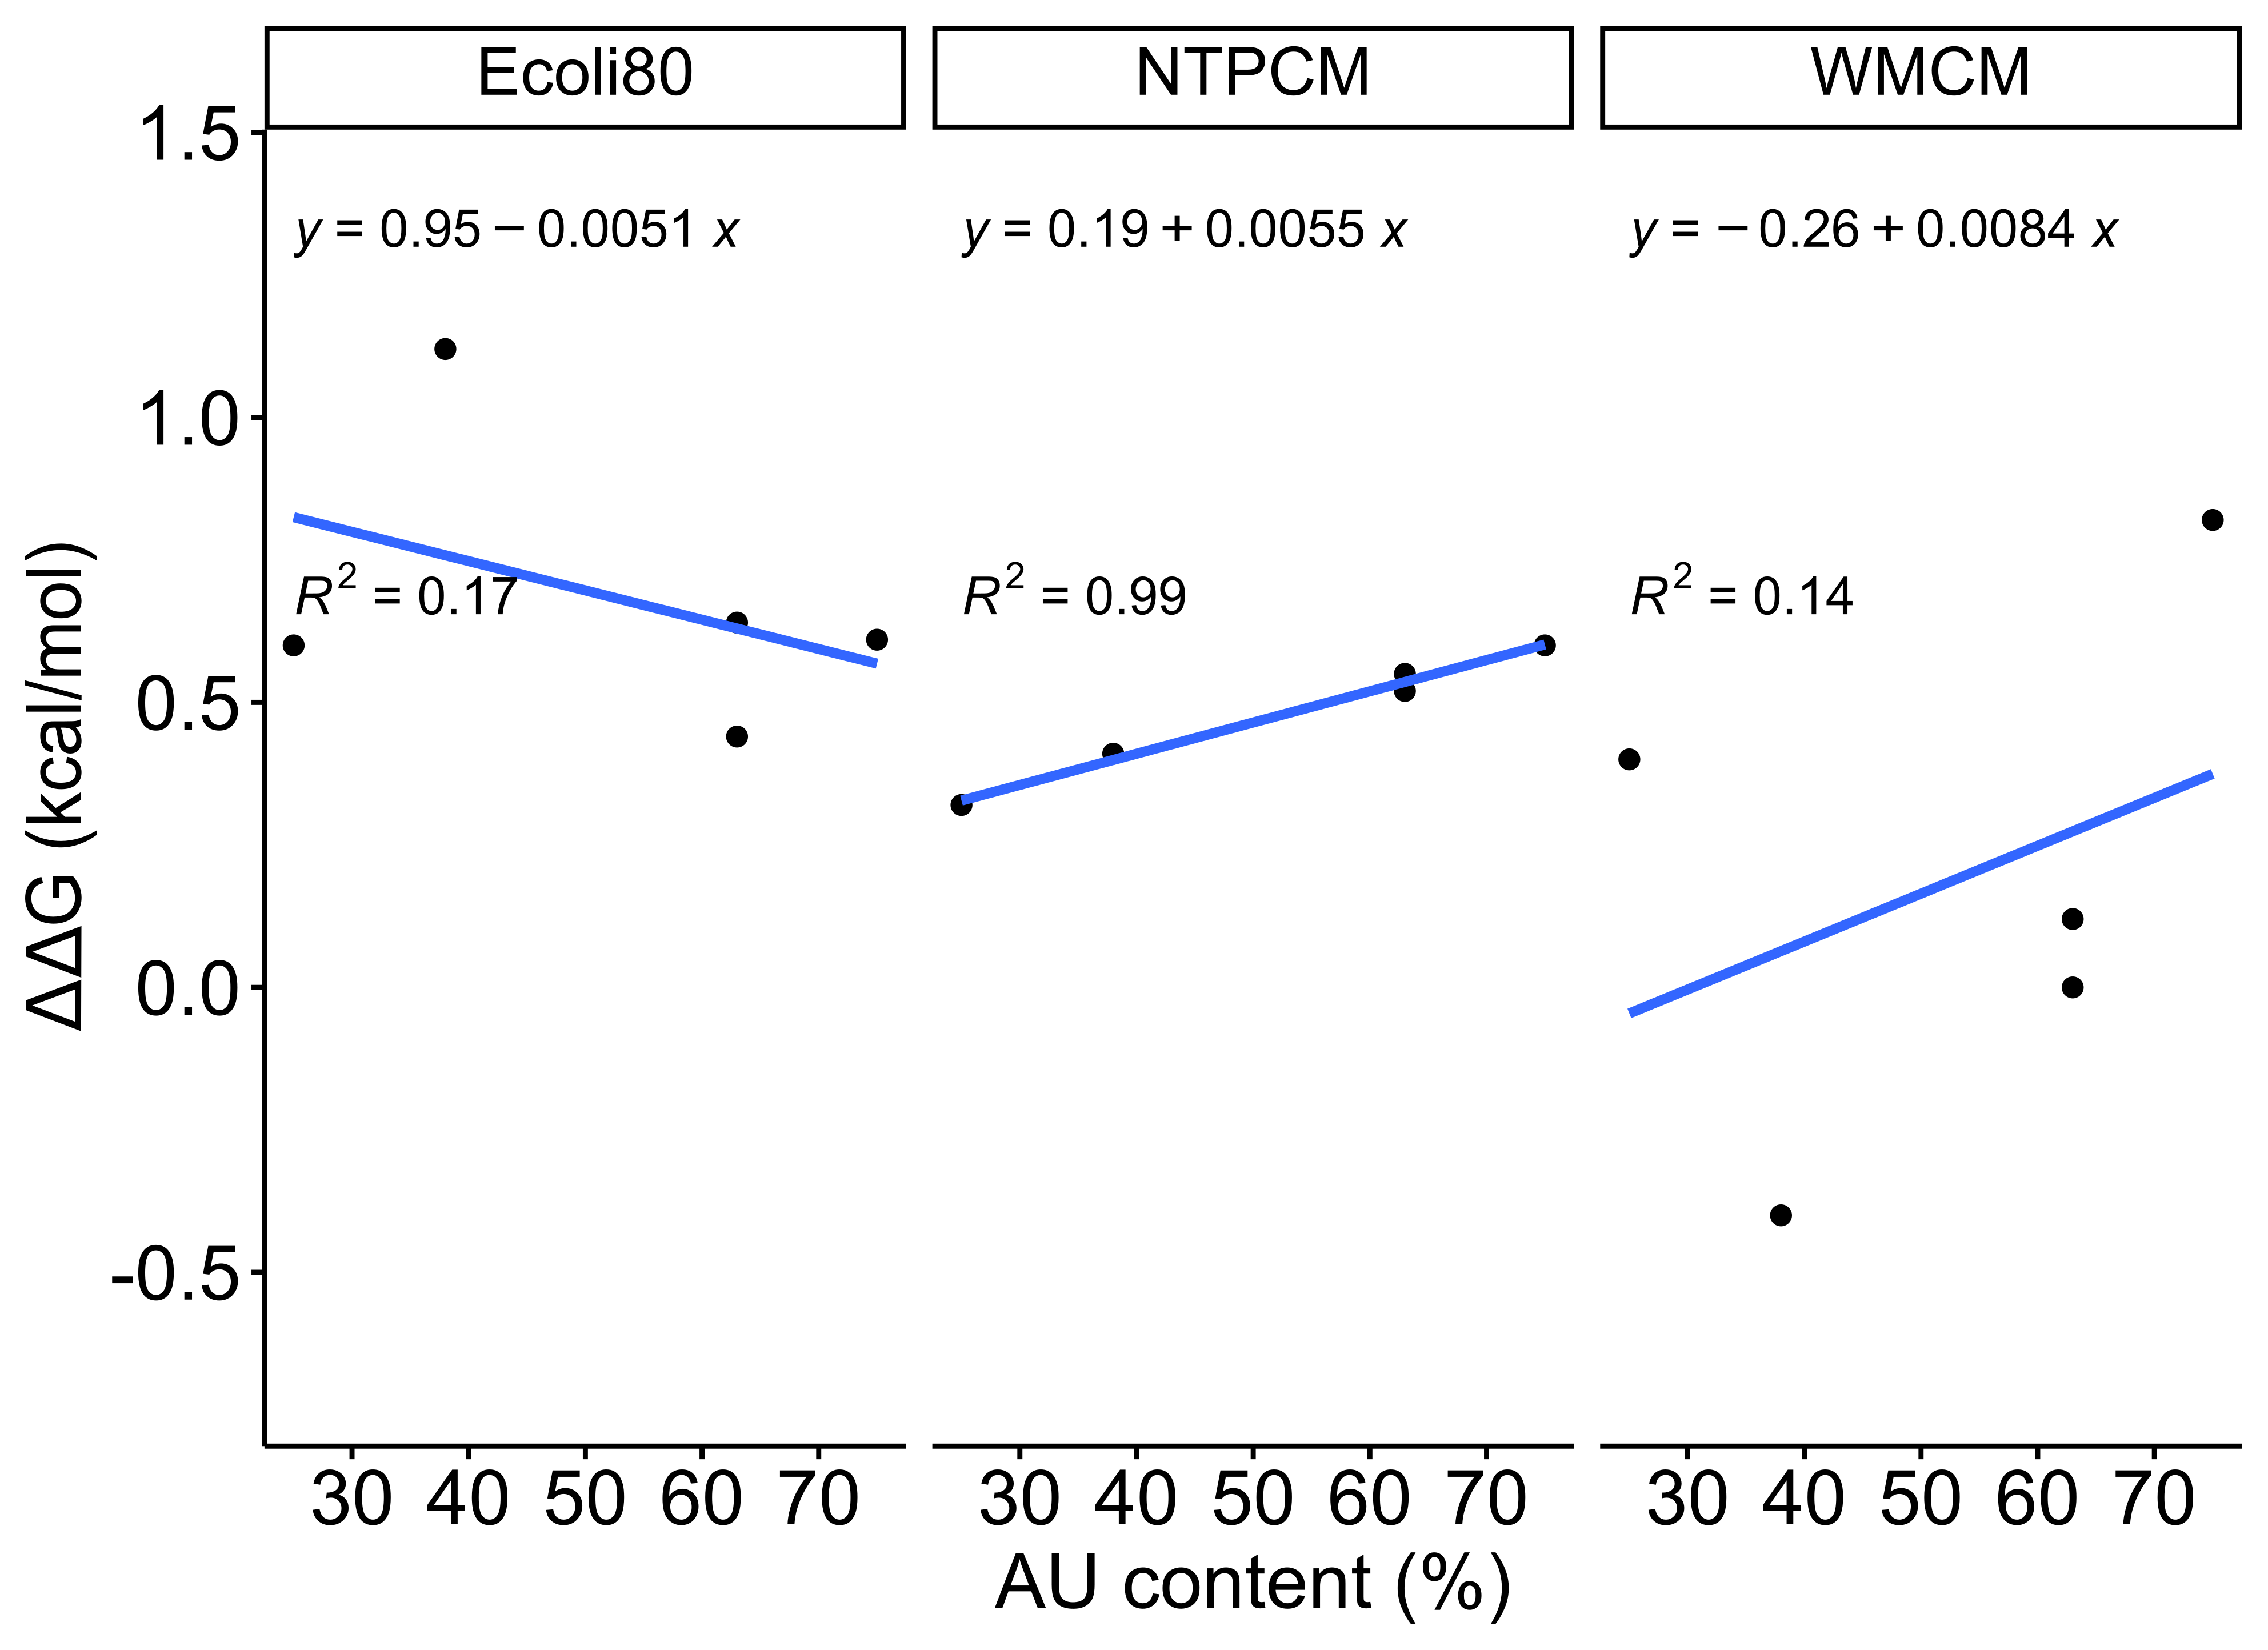 Ecoli80 NTPCM WMCM
1.5
y = 0.95 − 0.0051 x y = 0.19 + 0.0055 x y = − 0.26 + 0.0084 x
1.0
R² = 0.17 R² = 0.99 R² = 0.14
0.5
0.0
-0.5
ΔΔG (kcal/mol)
30 40 50 60 70 30 40 50 60 70 30 40 50 60 70
AU content (%)